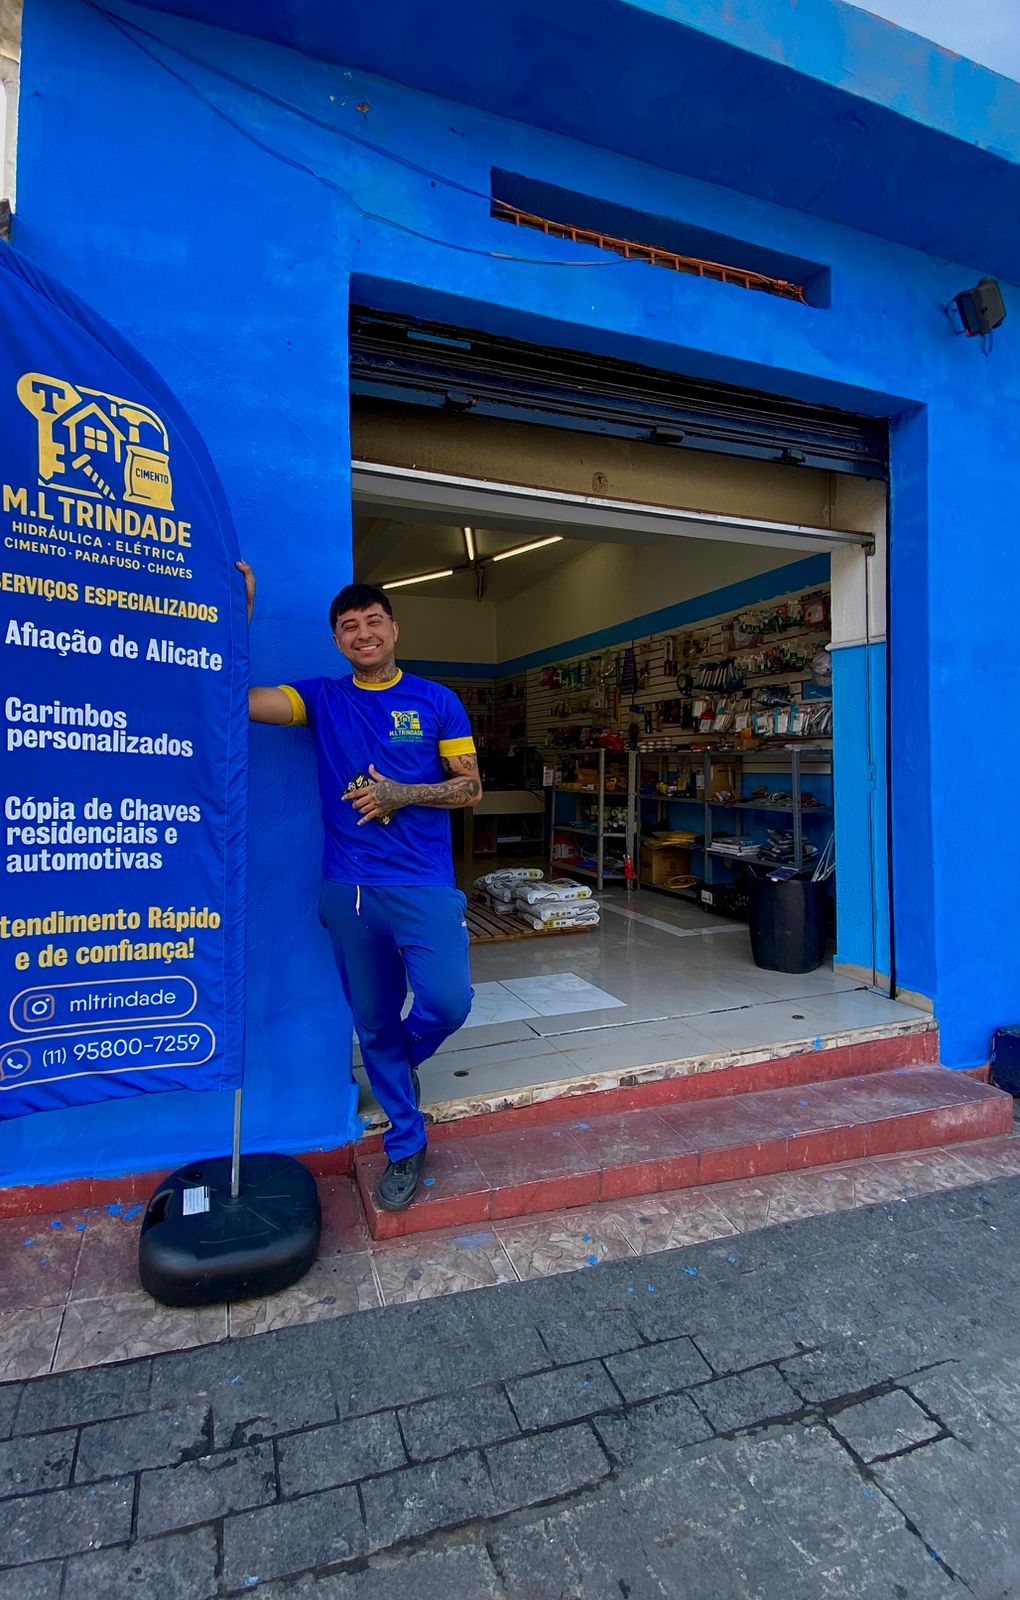 T
CIMENTO
M.L TRINDADE
HIDRÁULICA · ELÉTRICA
CIMENTO · PARAFUSO · CHAVES
SERVIÇOS ESPECIALIZADOS
Afiação de Alicate
Carimbos
personalizados
Cópia de Chaves
residenciais e
automotivas
tendimento Rápido
e de confiança!
mltrindade
(11) 95800-7259
M.L TRINDADE